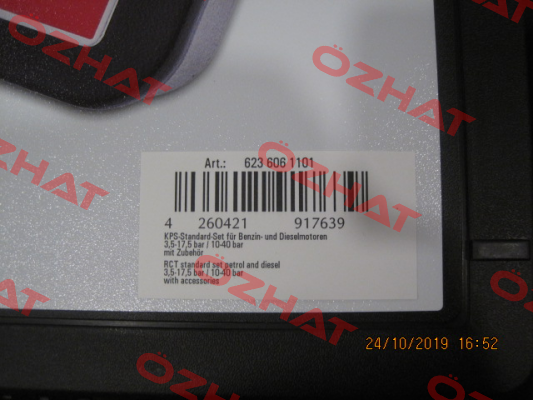 ÖZHAT
ÖZHAT
Art.: 623 606 1101
4 260421 917639
KPS-Standard-Set für Benzin- und Dieselmotoren
3,5-17,5 bar / 10-40 bar
mit Zubehör
RCT standard set petrol and diesel
3,5-17,5 bar / 10-40 bar
with accessories
ÖZHAT
ÖZHAT
ÖZHAT
24/10/2019 16:52
ÖZHAT
ÖZHAT